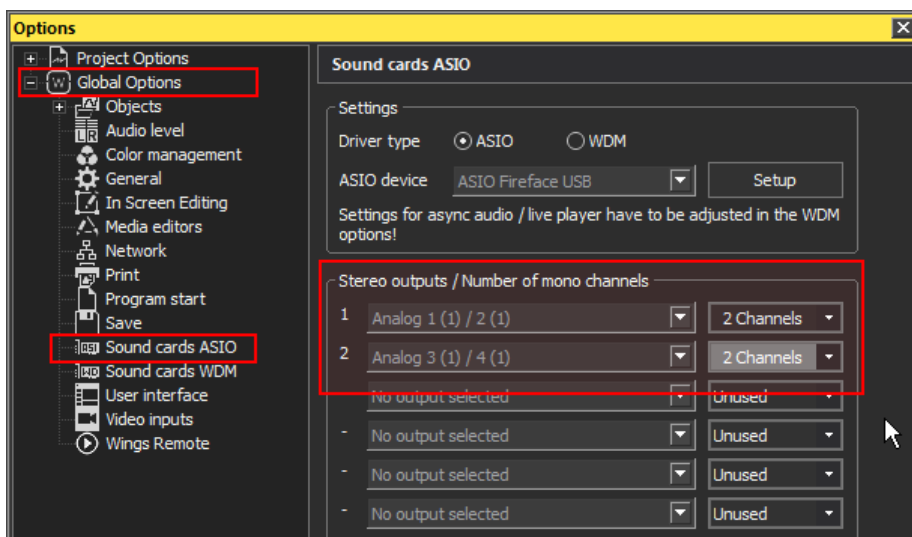 Options
Project Options
Global Options
Objects
Audio level
Color management
General
In Screen Editing
Media editors
Network
Print
Program start
Save
Sound cards ASIO
Sound cards WDM
User interface
Video inputs
Wings Remote
Sound cards ASIO
Settings
Driver type ASIO WDM
ASIO device ASIO Fireface USB Setup
Settings for async audio / live player have to be adjusted in the WDM
options!
Stereo outputs / Number of mono channels
1 Analog 1 (1) / 2 (1) 2 Channels
2 Analog 3 (1) / 4 (1) 2 Channels
No output selected Unused
- No output selected Unused
- No output selected Unused
- No output selected Unused